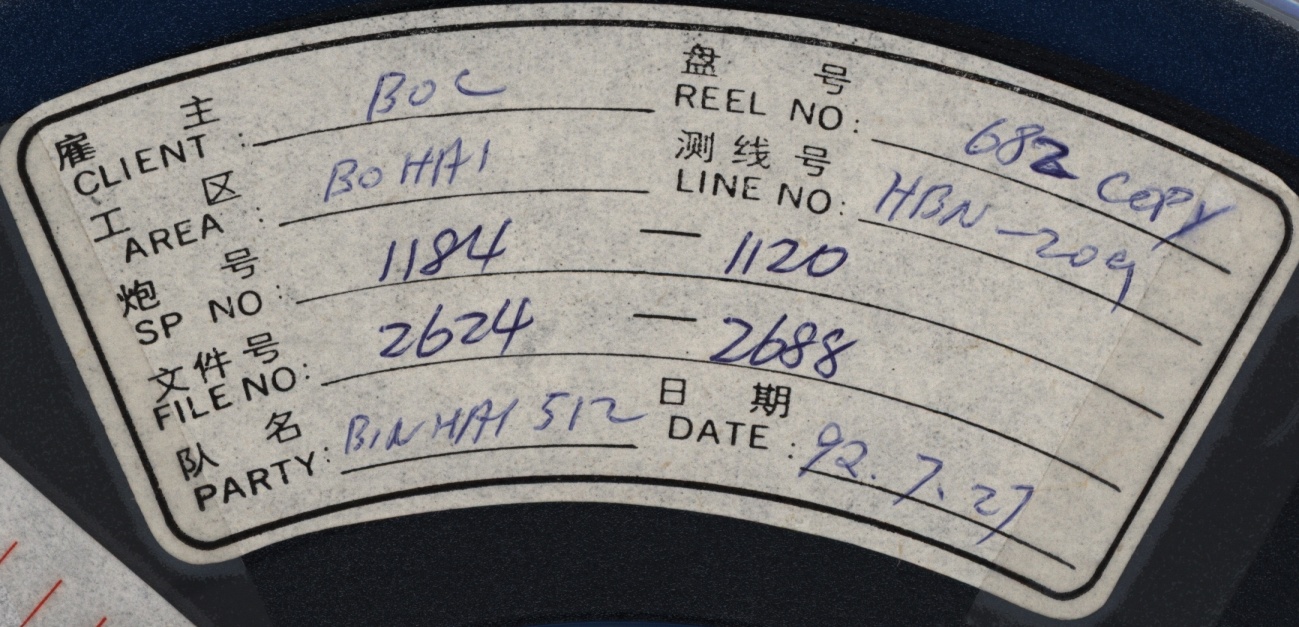 雇主 盘号
CLIENT: BOC REEL NO: 682 COPY
工区 测线号
AREA: BOHAI LINE NO: HBN-209
炮号
SP NO: 1184 — 1120
文件号
FILE NO: 2624 — 2688
队名 日期
PARTY: BINHAI 512 DATE: 92.7.27